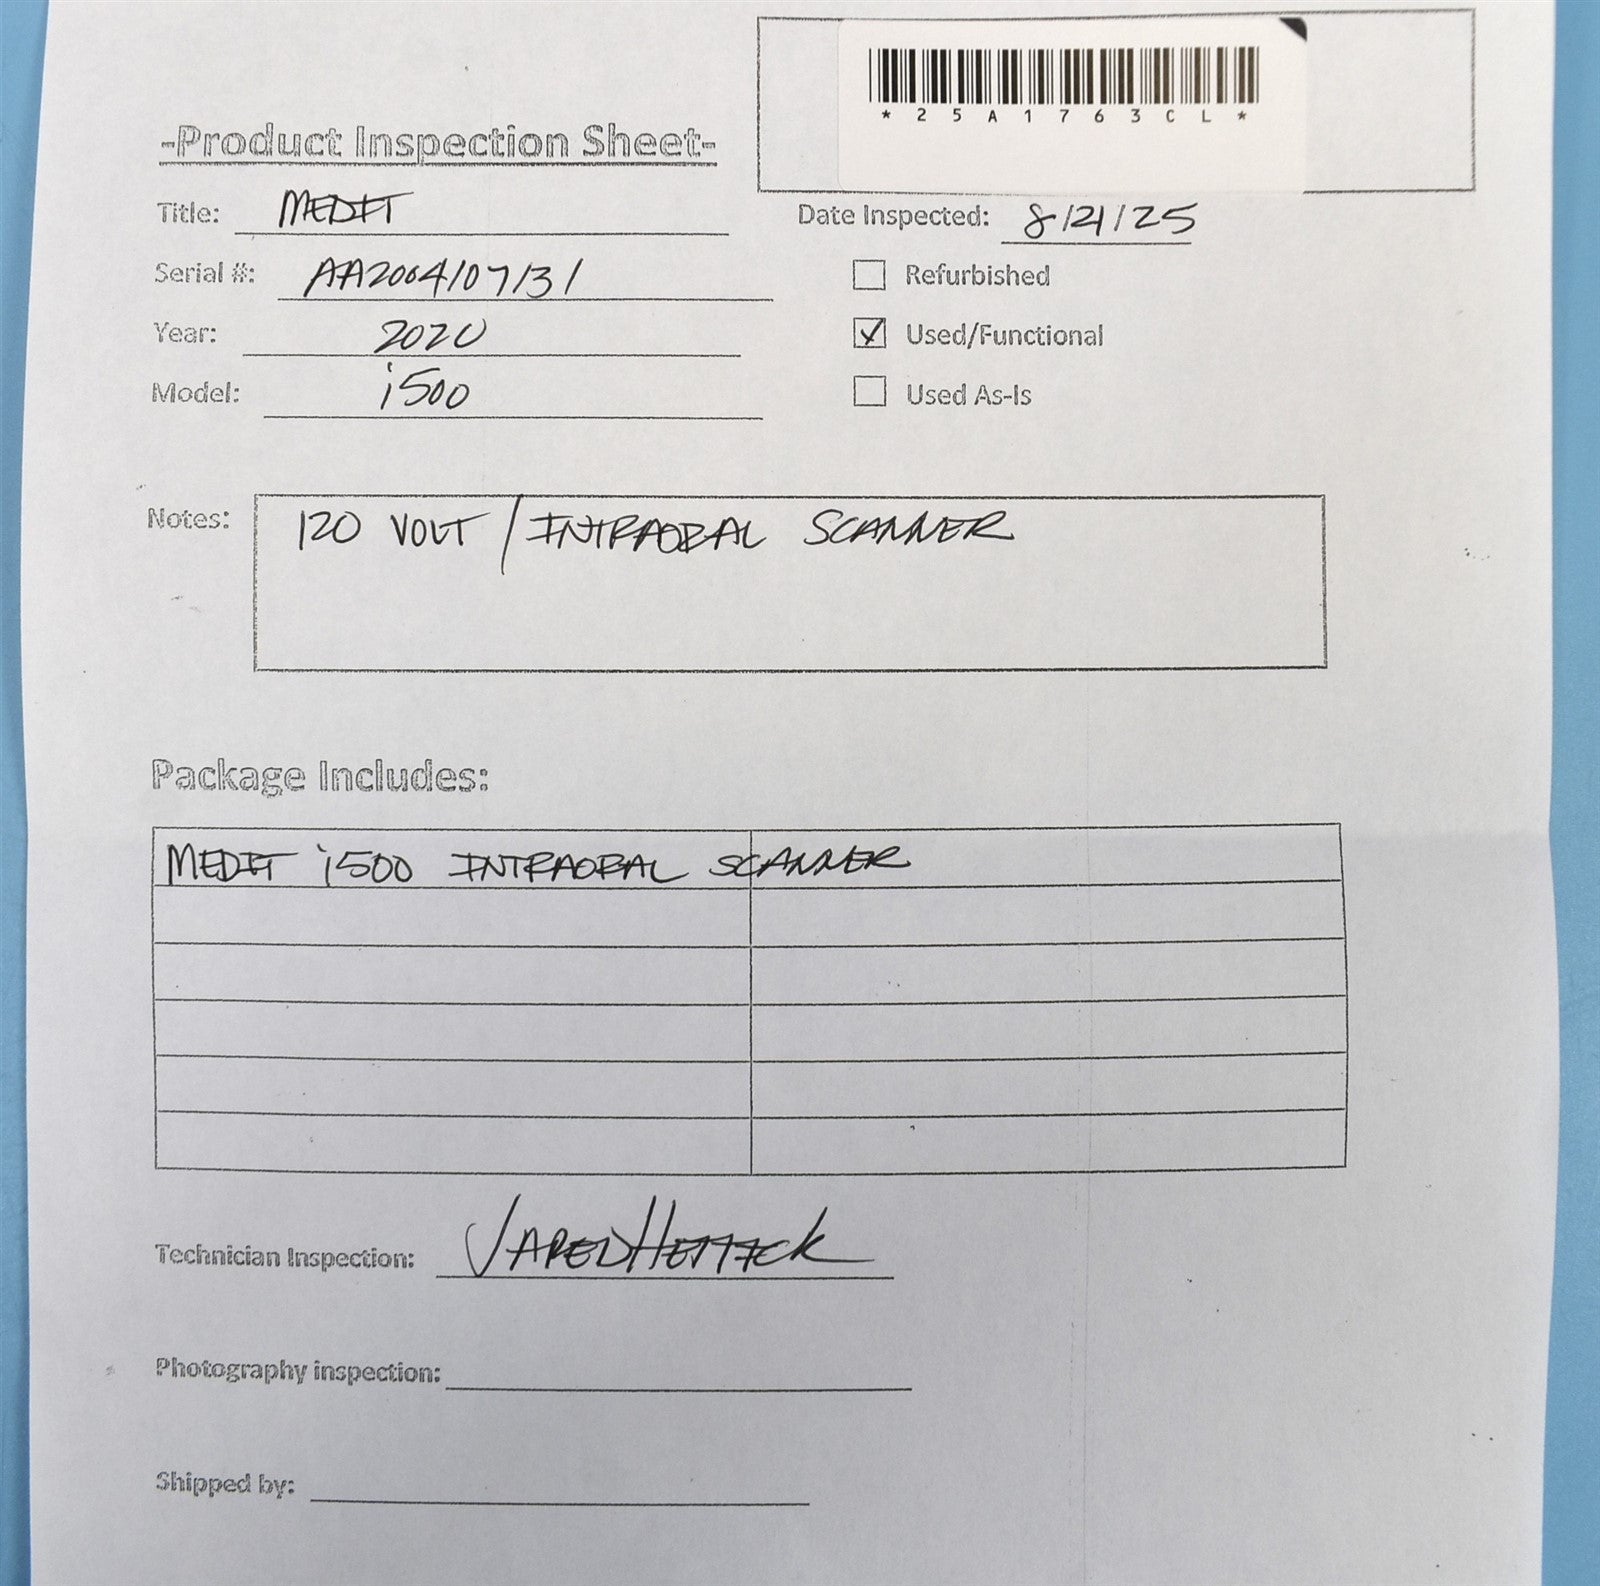 *25A1763CL*
-Product Inspection Sheet-
Title: MEDIT
Date Inspected: 8/21/25
Serial #: AA2004107131
Refurbished
Year: 2020
Used/Functional
Model: i500
Used As-Is
Notes: 120 VOLT / INTRAORAL SCANNER
Package Includes:
MEDIT i500 INTRAORAL SCANNER
Technician Inspection: JARED
Photography inspection:
Shipped by: